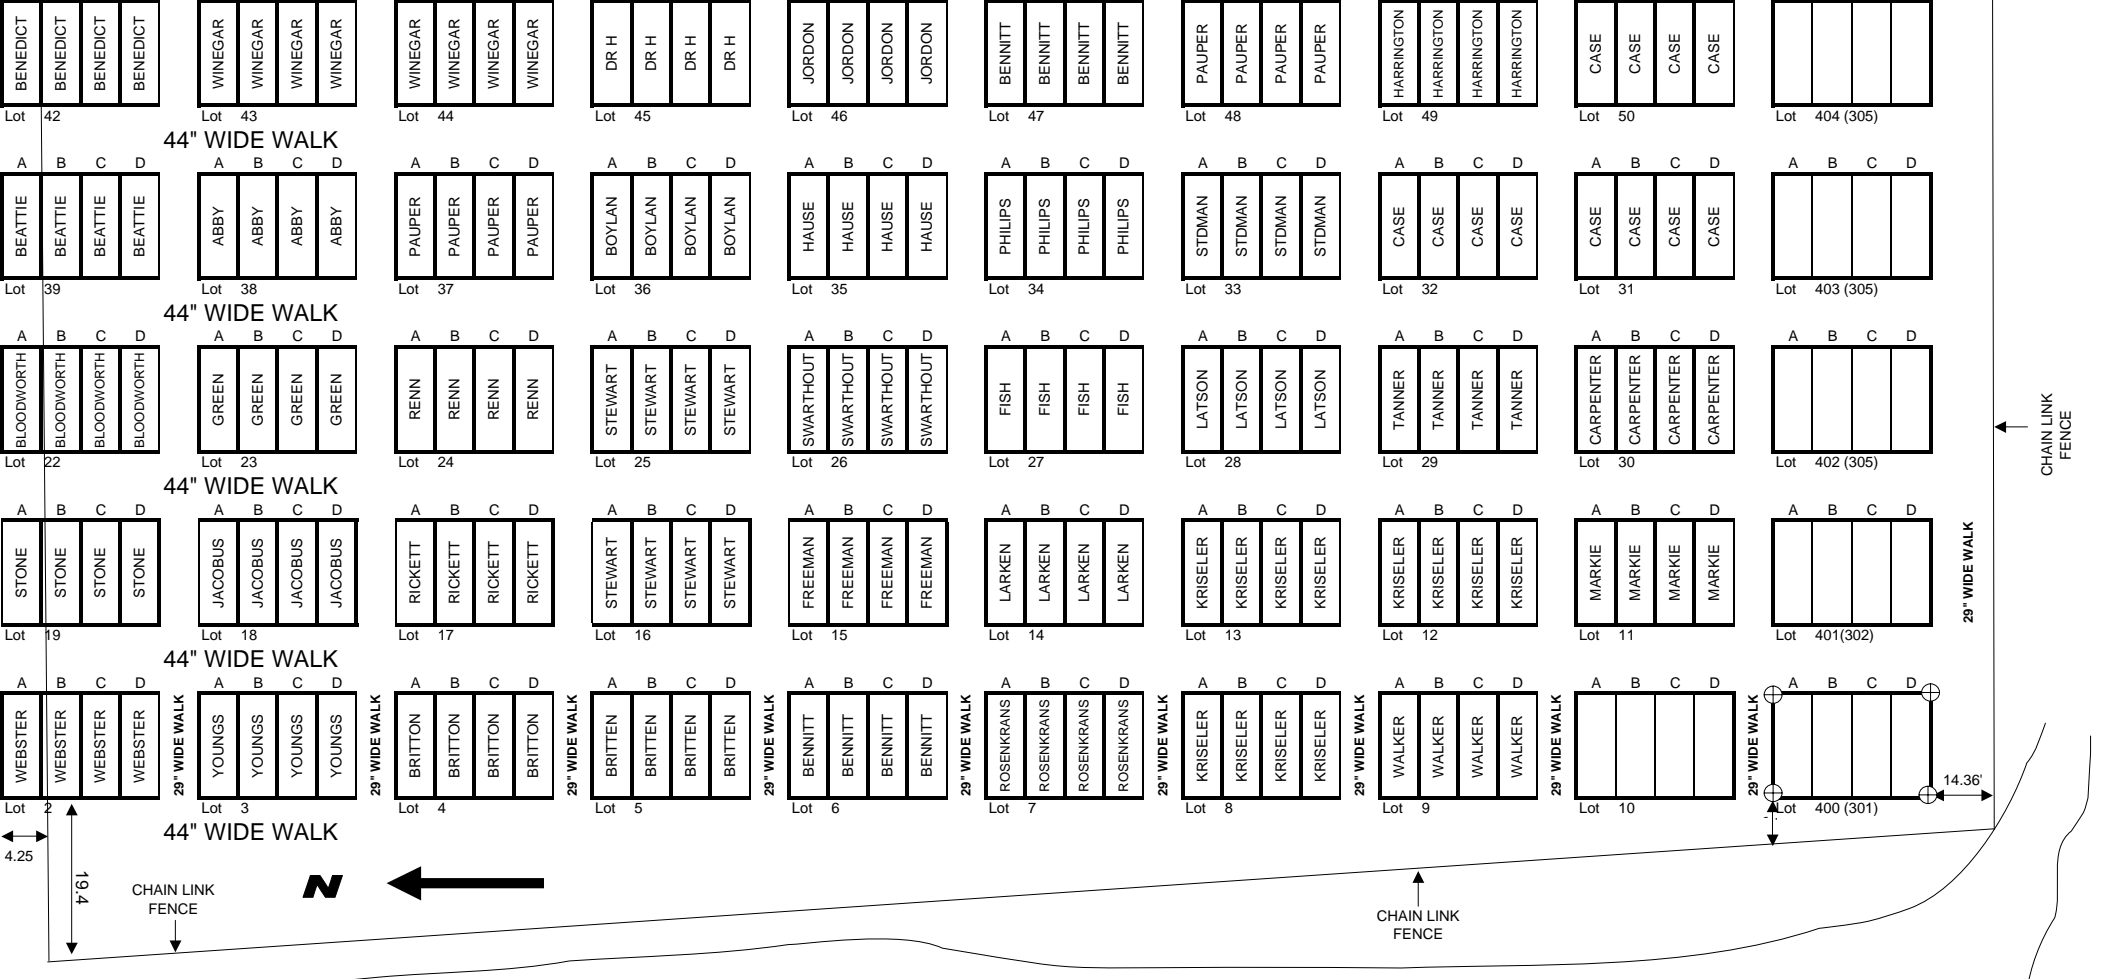 BENEDICT BENEDICT BENEDICT BENEDICT WINEGAR WINEGAR WINEGAR WINEGAR WINEGAR WINEGAR WINEGAR WINEGAR DR H DR H DR H DR H JORDON JORDON JORDON JORDON BENNITT BENNITT BENNITT BENNITT PAUPER PAUPER PAUPER PAUPER HARRINGTON HARRINGTON HARRINGTON HARRINGTON CASE CASE CASE CASE
Lot 42 Lot 43 Lot 44 Lot 45 Lot 46 Lot 47 Lot 48 Lot 49 Lot 50 Lot 404 (305)
44" WIDE WALK
A B C D A B C D A B C D A B C D A B C D A B C D A B C D A B C D A B C D A B C D
BEATTIE BEATTIE BEATTIE BEATTIE ABBY ABBY ABBY ABBY PAUPER PAUPER PAUPER PAUPER BOYLAN BOYLAN BOYLAN BOYLAN HAUSE HAUSE HAUSE HAUSE PHILIPS PHILIPS PHILIPS PHILIPS STDMAN STDMAN STDMAN STDMAN CASE CASE CASE CASE CASE CASE CASE CASE
Lot 39 Lot 38 Lot 37 Lot 36 Lot 35 Lot 34 Lot 33 Lot 32 Lot 31 Lot 403 (305)
44" WIDE WALK
A B C D A B C D A B C D A B C D A B C D A B C D A B C D A B C D A B C D A B C D
BLOODWORTH BLOODWORTH BLOODWORTH BLOODWORTH GREEN GREEN GREEN GREEN RENN RENN RENN RENN STEWART STEWART STEWART STEWART SWARTHOUT SWARTHOUT SWARTHOUT SWARTHOUT FISH FISH FISH FISH LATSON LATSON LATSON LATSON TANNER TANNER TANNER TANNER CARPENTER CARPENTER CARPENTER CARPENTER
CHAIN LINK
FENCE
Lot 22 Lot 23 Lot 24 Lot 25 Lot 26 Lot 27 Lot 28 Lot 29 Lot 30 Lot 402 (305)
44" WIDE WALK
A B C D A B C D A B C D A B C D A B C D A B C D A B C D A B C D A B C D A B C D
STONE STONE STONE STONE JACOBUS JACOBUS JACOBUS JACOBUS RICKETT RICKETT RICKETT RICKETT STEWART STEWART STEWART STEWART FREEMAN FREEMAN FREEMAN FREEMAN LARKEN LARKEN LARKEN LARKEN KRISELER KRISELER KRISELER KRISELER KRISELER KRISELER KRISELER KRISELER MARKIE MARKIE MARKIE MARKIE 29" WIDE WALK
Lot 19 Lot 18 Lot 17 Lot 16 Lot 15 Lot 14 Lot 13 Lot 12 Lot 11 Lot 401(302)
44" WIDE WALK
A B C D A B C D A B C D A B C D A B C D A B C D A B C D A B C D A B C D A B C D
WEBSTER WEBSTER WEBSTER WEBSTER 29" WIDE WALK YOUNGS YOUNGS YOUNGS YOUNGS 29" WIDE WALK BRITTON BRITTON BRITTON BRITTON 29" WIDE WALK BRITTEN BRITTEN BRITTEN BRITTEN 29" WIDE WALK BENNITT BENNITT BENNITT BENNITT 29" WIDE WALK ROSENKRANS ROSENKRANS ROSENKRANS ROSENKRANS 29" WIDE WALK KRISELER KRISELER KRISELER KRISELER 29" WIDE WALK WALKER WALKER WALKER WALKER 29" WIDE WALK 29" WIDE WALK
14.36'
Lot 2 Lot 3 Lot 4 Lot 5 Lot 6 Lot 7 Lot 8 Lot 9 Lot 10 Lot 400 (301)
44" WIDE WALK
4.25
19.4
N
CHAIN LINK
FENCE
CHAIN LINK
FENCE